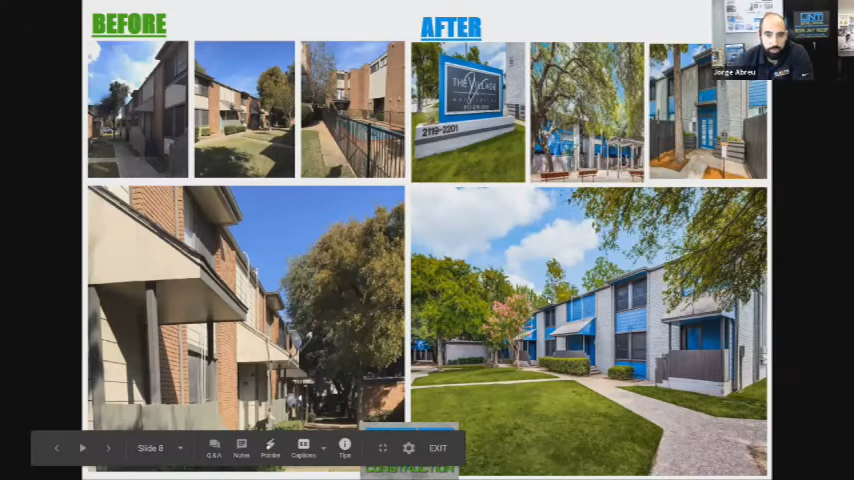 BEFORE
AFTER
Jorge Abreu
THE VILLAGE
2119-2201
Slide 8
Q & A
Notes
Pointer
Captions
Tips
EXIT
CONSTRUCTION